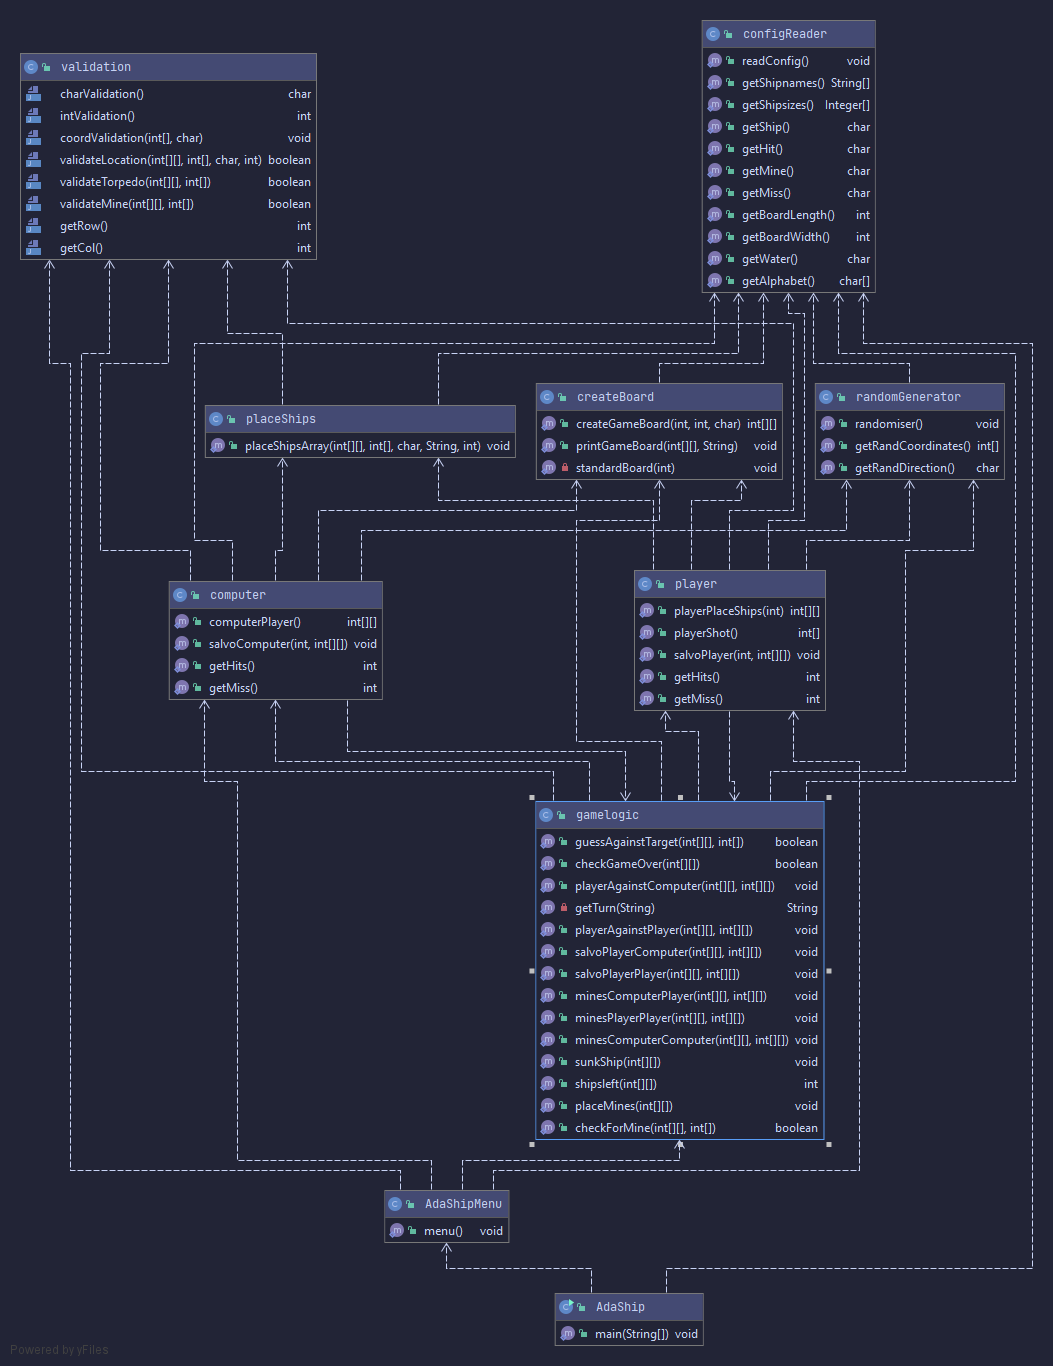 configReader
readConfig() void
getShipnames() String[]
getShipsizes() Integer[]
getShip() char
getHit() char
getMine() char
getMiss() char
getBoardLength() int
getBoardWidth() int
getWater() char
getAlphabet() char[]
validation
charValidation() char
intValidation() int
coordValidation(int[], char) void
validateLocation(int[][], int[], char, int) boolean
validateTorpedo(int[][], int[]) boolean
validateMine(int[][], int[]) boolean
getRow() int
getCol() int
placeShips
placeShipsArray(int[][], int[], char, String, int) void
createBoard
createGameBoard(int, int, char) int[][]
printGameBoard(int[][], String) void
standardBoard(int) void
randomGenerator
randomiser() void
getRandCoordinates() int[]
getRandDirection() char
computer
computerPlayer() int[][]
salvoComputer(int, int[][]) void
getHits() int
getMiss() int
player
playerPlaceShips(int) int[][]
playerShot() int[]
salvoPlayer(int, int[][]) void
getHits() int
getMiss() int
gamelogic
guessAgainstTarget(int[][], int[]) boolean
checkGameOver(int[][]) boolean
playerAgainstComputer(int[][], int[][]) void
getTurn(String) String
playerAgainstPlayer(int[][], int[][]) void
salvoPlayerComputer(int[][], int[][]) void
salvoPlayerPlayer(int[][], int[][]) void
minesComputerPlayer(int[][], int[][]) void
minesPlayerPlayer(int[][], int[][]) void
minesComputerComputer(int[][], int[][]) void
sunkShip(int[][]) void
shipsleft(int[][]) int
placeMines(int[][]) void
checkForMine(int[][], int[]) boolean
AdaShipMenu
menu() void
AdaShip
main(String[]) void
Powered by yFiles